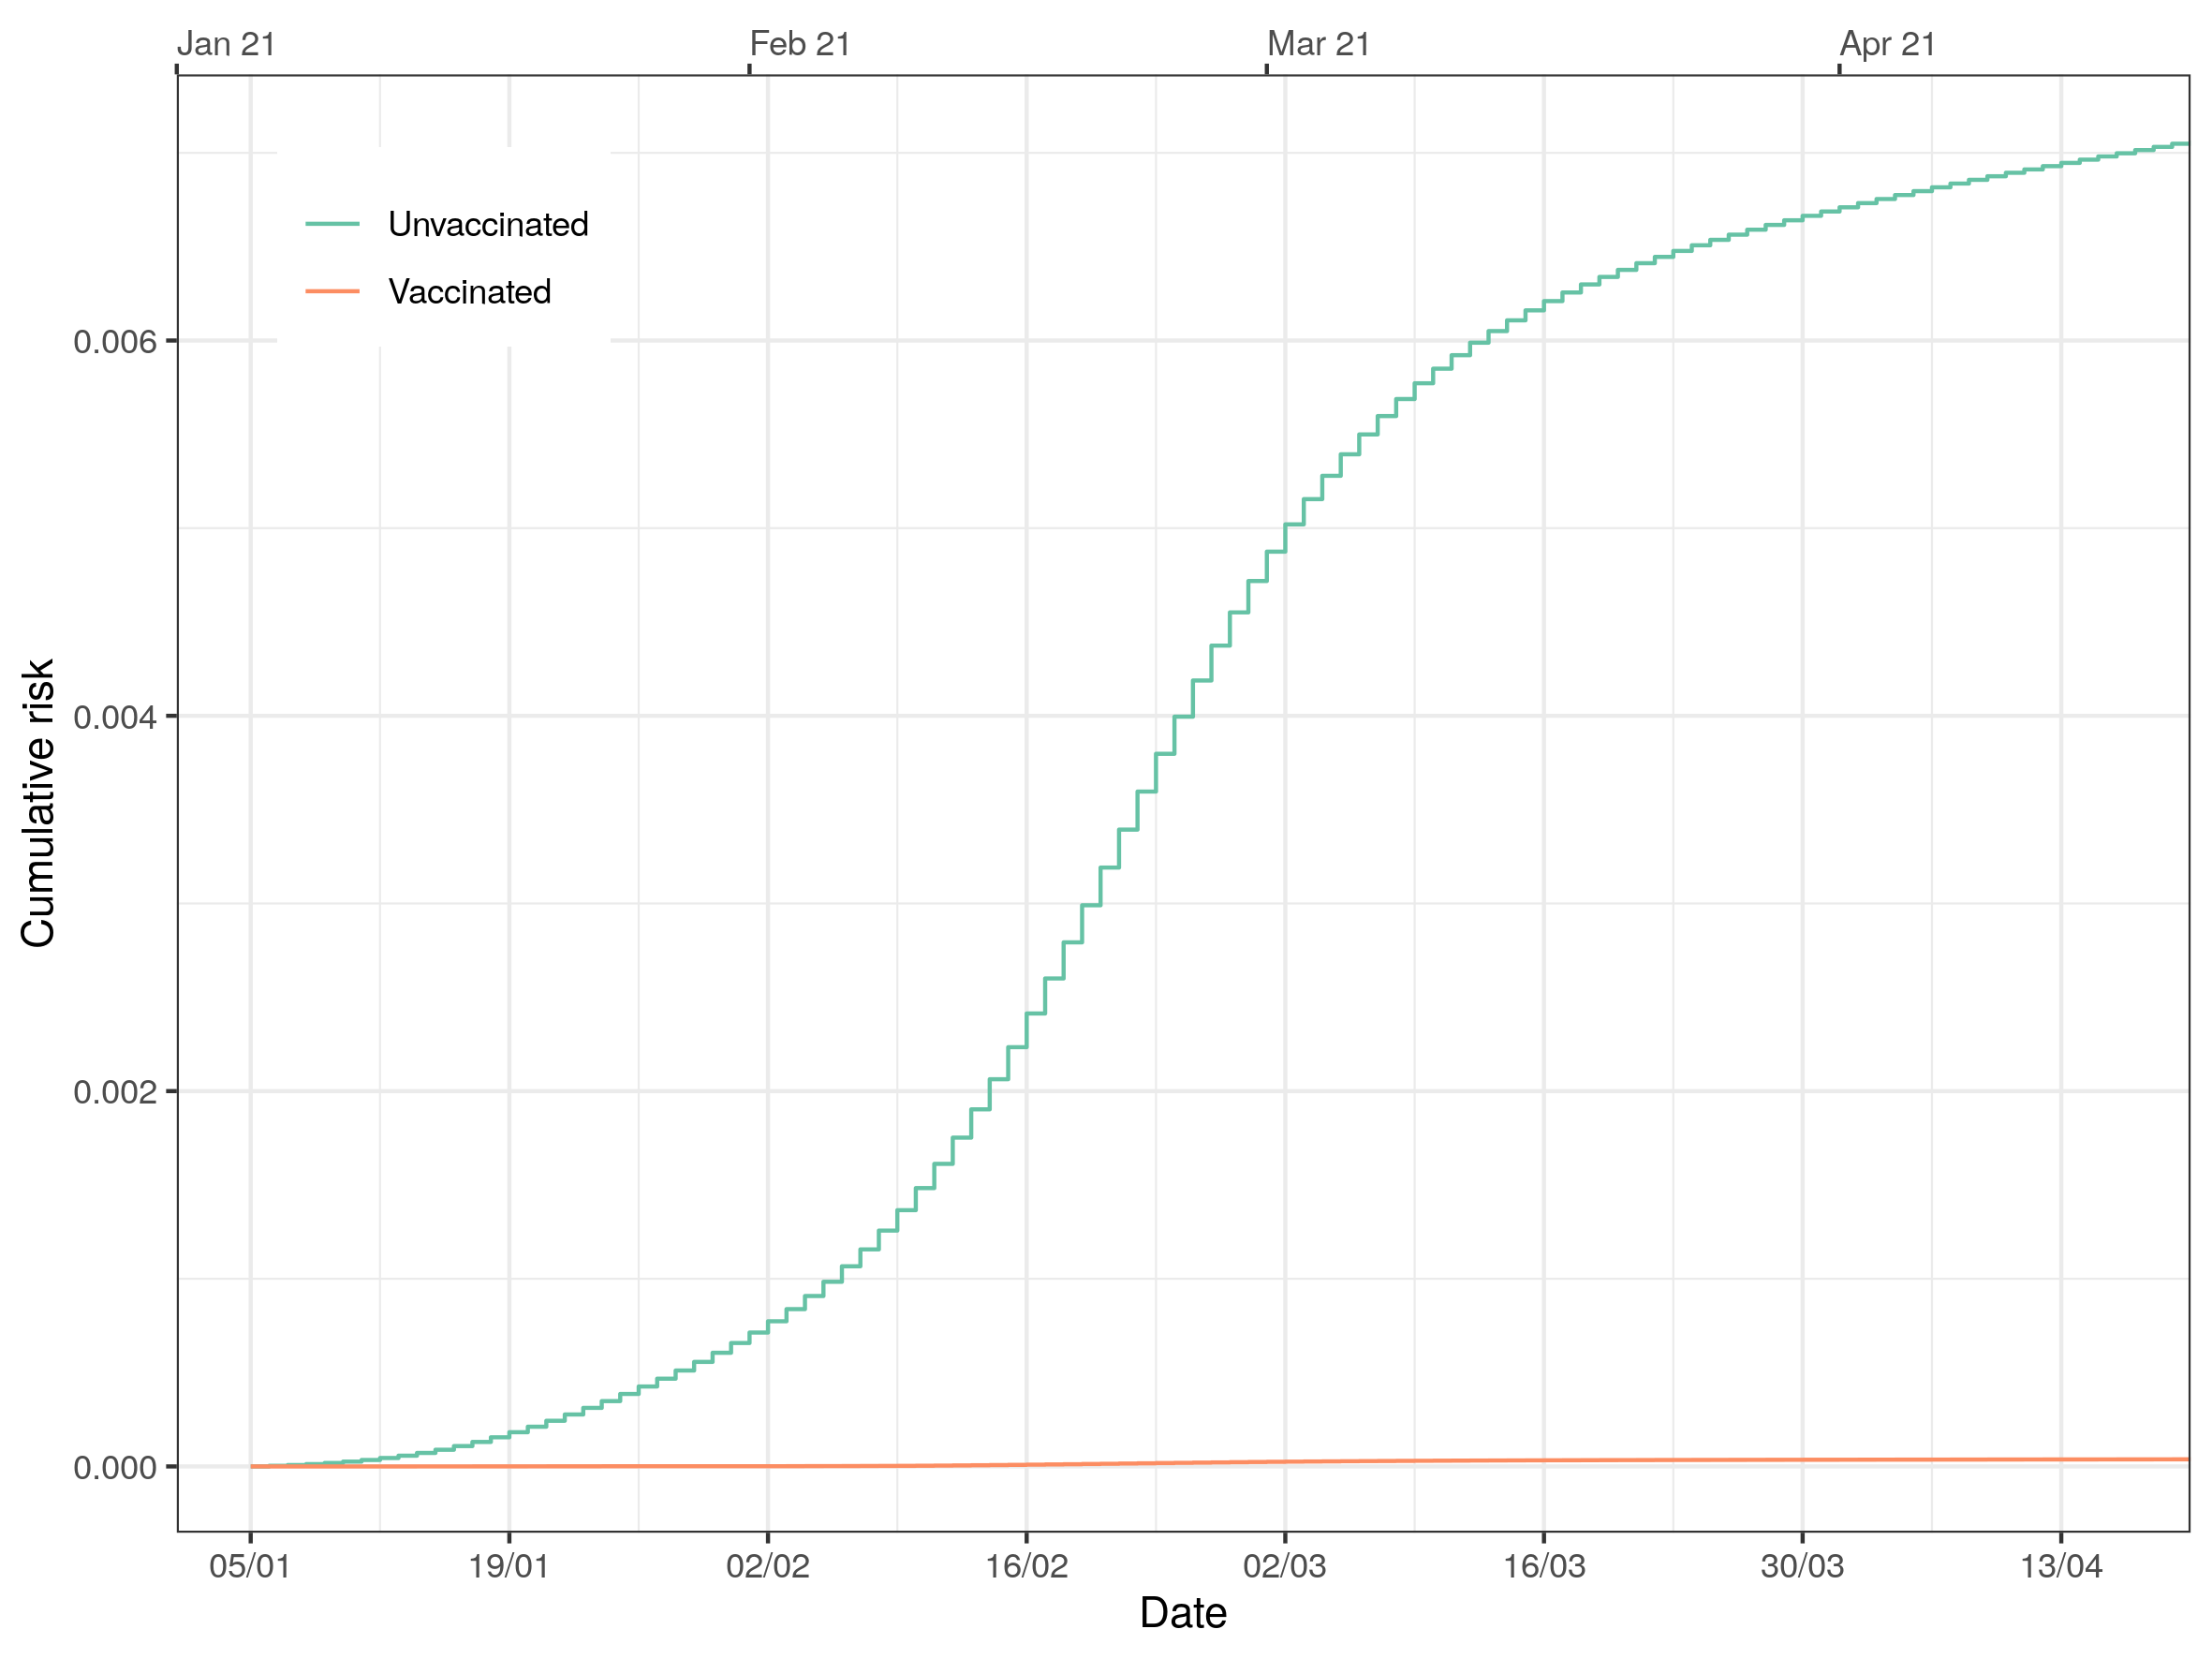 Jan 21 Feb 21 Mar 21 Apr 21
Unvaccinated
Vaccinated
0.006
0.004
0.002
0.000
Cumulative risk
05/01 19/01 02/02 16/02 02/03 16/03 30/03 13/04
Date